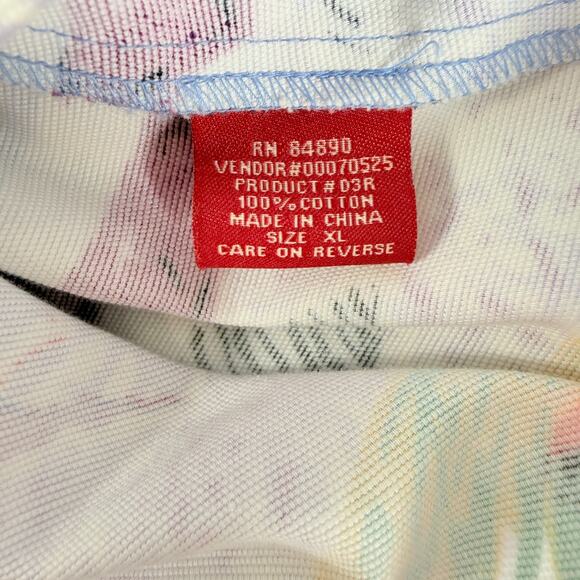 RN 84890
VENDOR#00070525
PRODUCT # D3R
100% COTTON
MADE IN CHINA
SIZE XL
CARE ON REVERSE